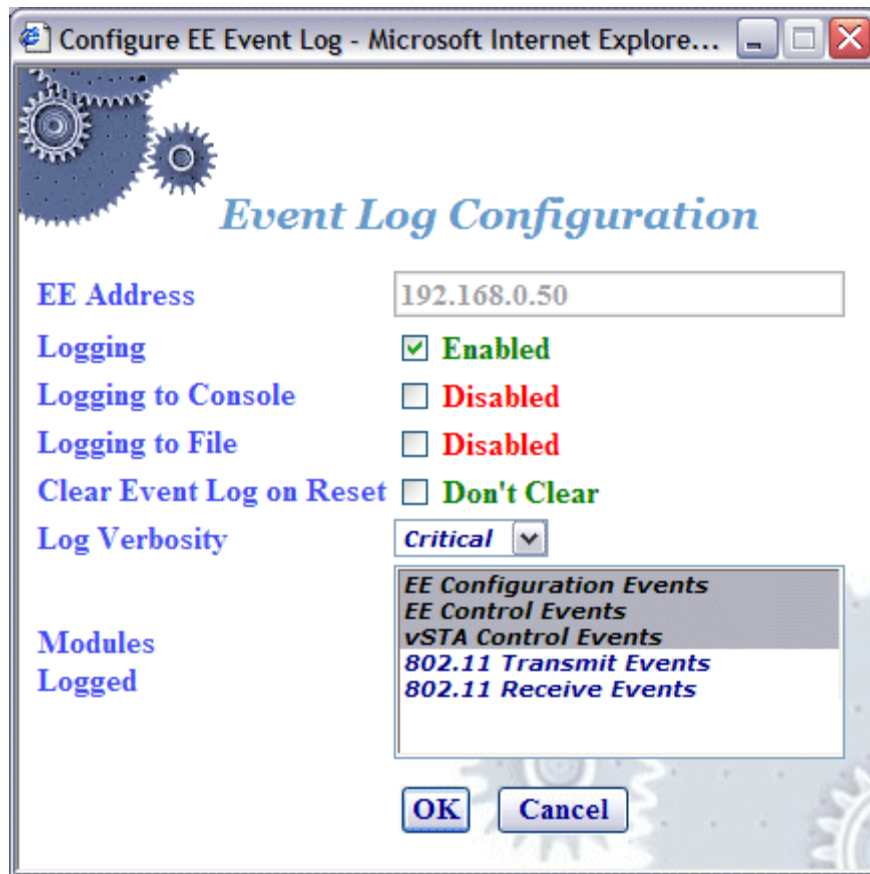 Configure EE Event Log - Microsoft Internet Explore...
Event Log Configuration
EE Address 192.168.0.50
Logging Enabled
Logging to Console Disabled
Logging to File Disabled
Clear Event Log on Reset Don't Clear
Log Verbosity Critical
Modules
Logged
EE Configuration Events
EE Control Events
vSTA Control Events
802.11 Transmit Events
802.11 Receive Events
OK Cancel